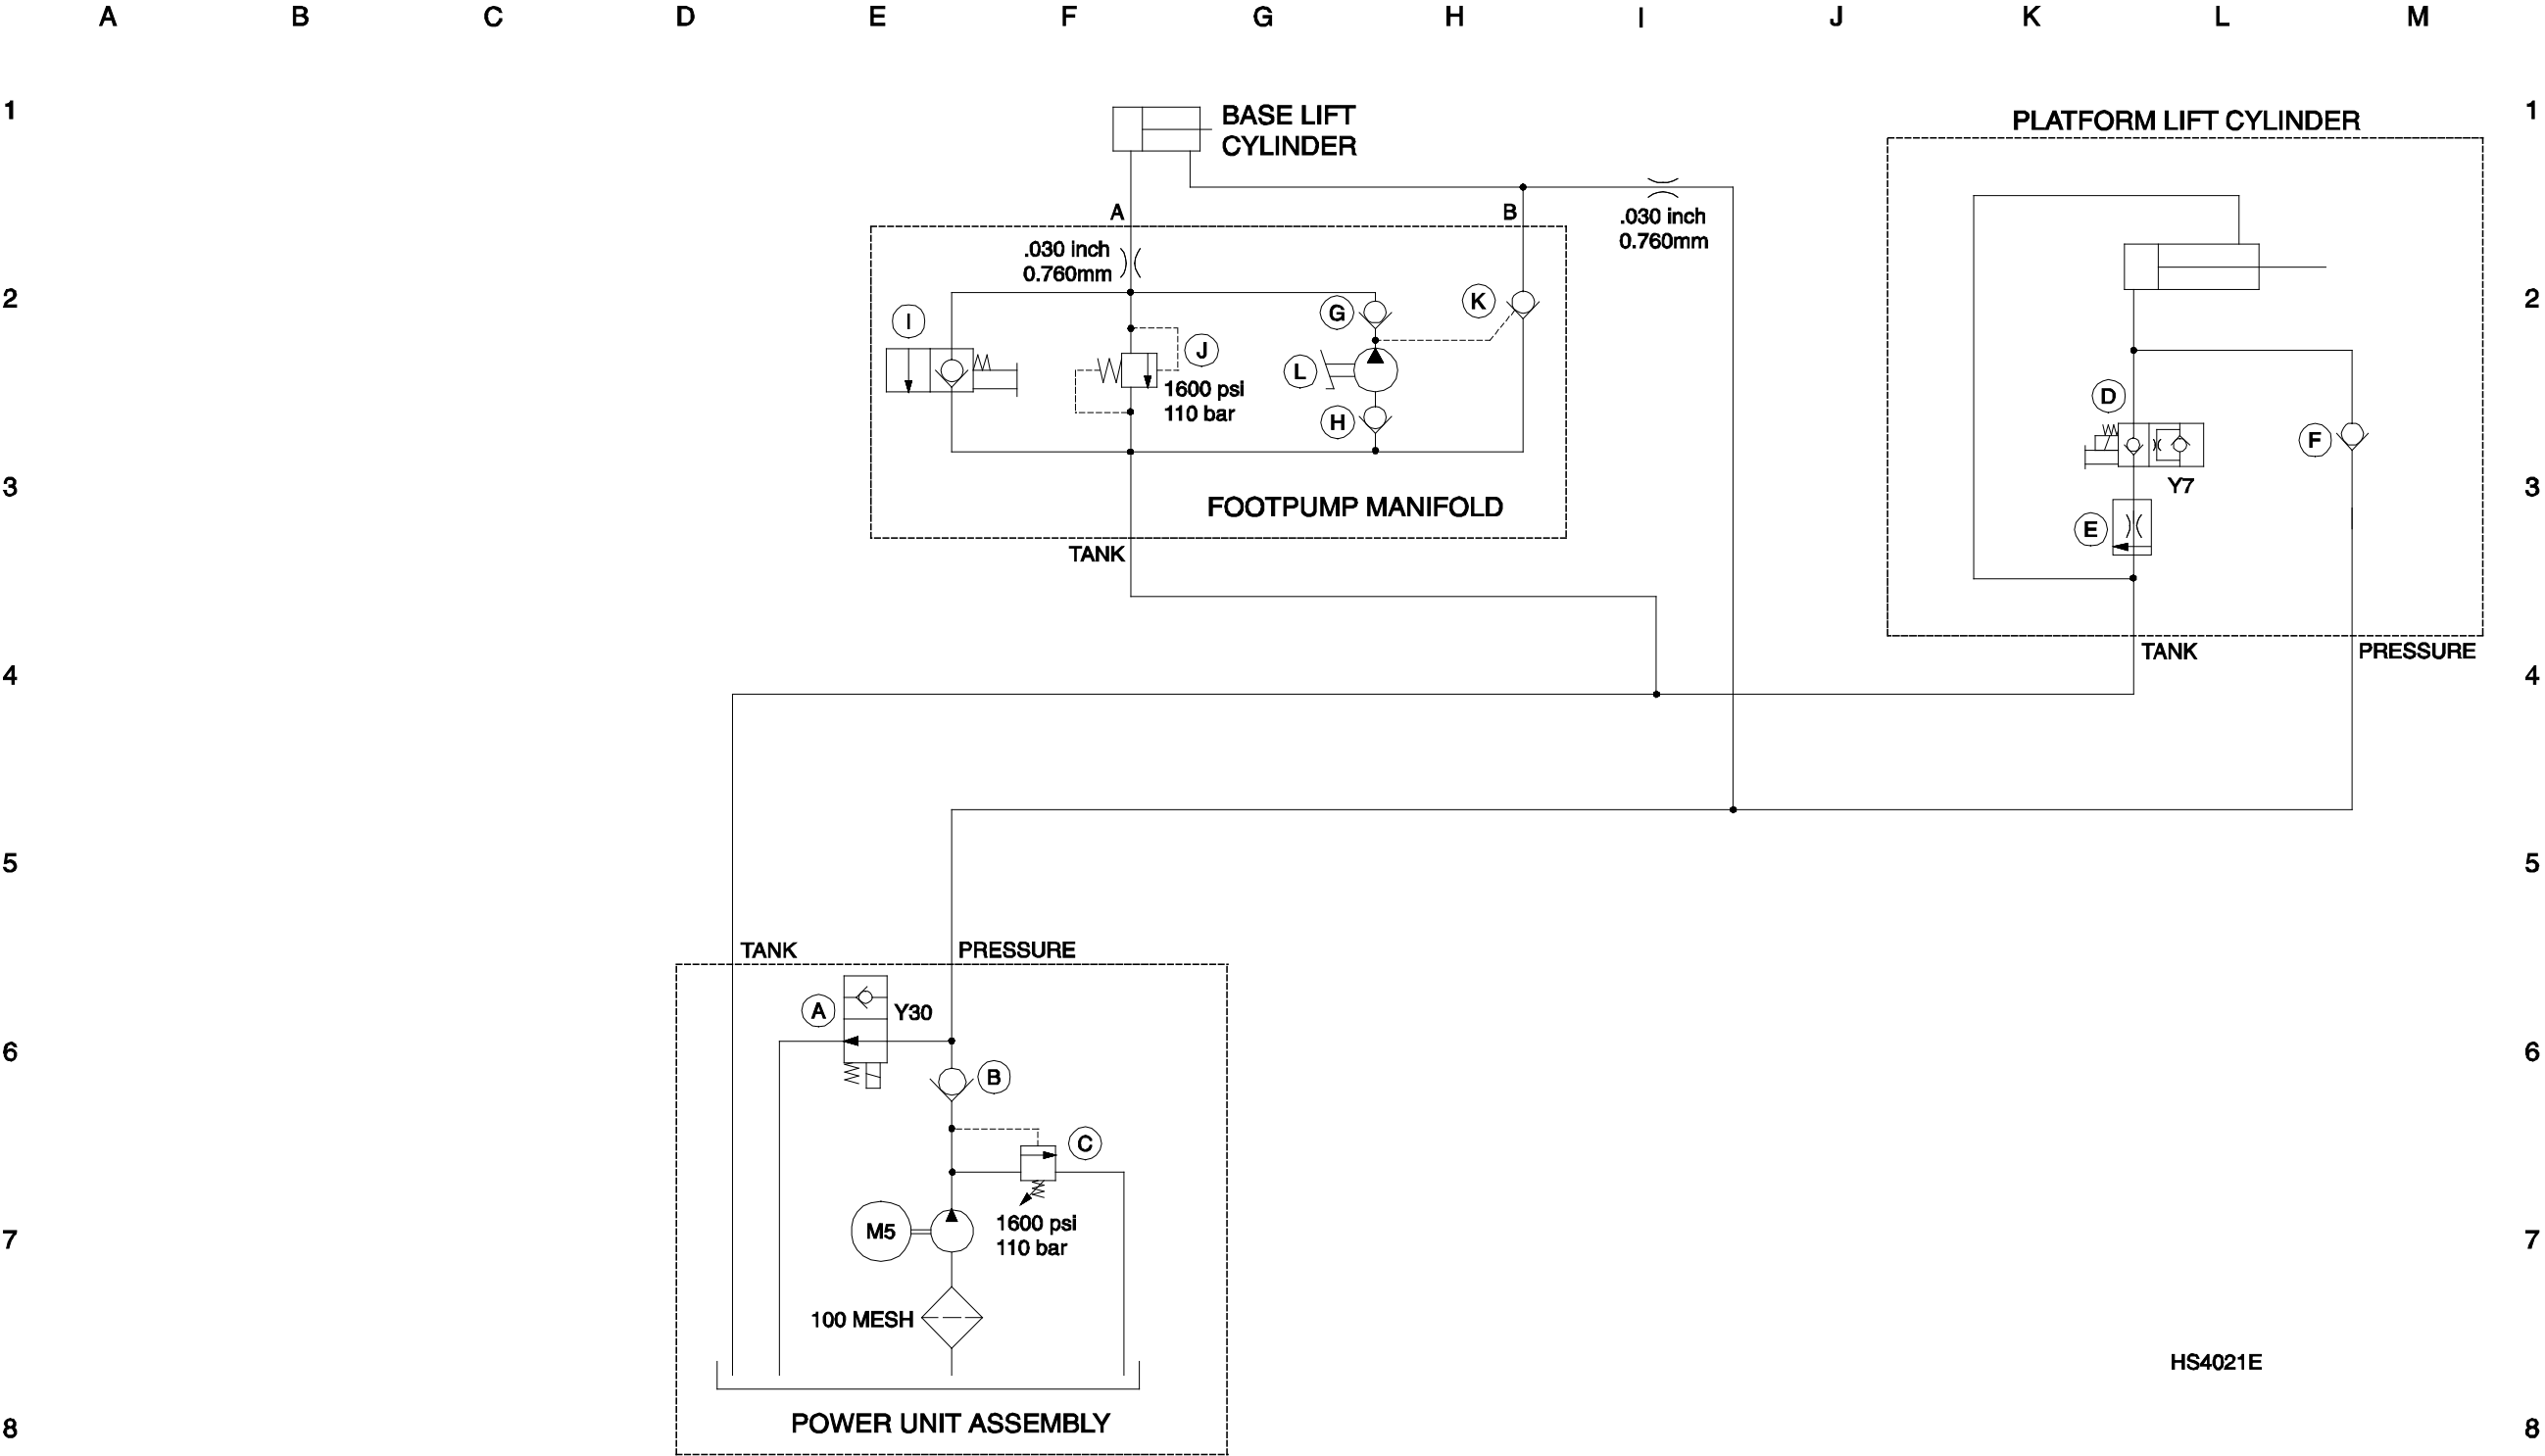 A B C D E F G H I J K L M
1 1
BASE LIFT
CYLINDER
PLATFORM LIFT CYLINDER
A
B
.030 inch
0.760mm
.030 inch
0.760mm
2 2
I
J
G
K
L
H
1600 psi
110 bar
D
F
Y7
E
3 3
FOOTPUMP MANIFOLD
TANK
TANK
PRESSURE
4 4
5 5
TANK
PRESSURE
A
Y30
6 6
B
C
M5
1600 psi
110 bar
7 7
100 MESH
HS4021E
POWER UNIT ASSEMBLY
8 8